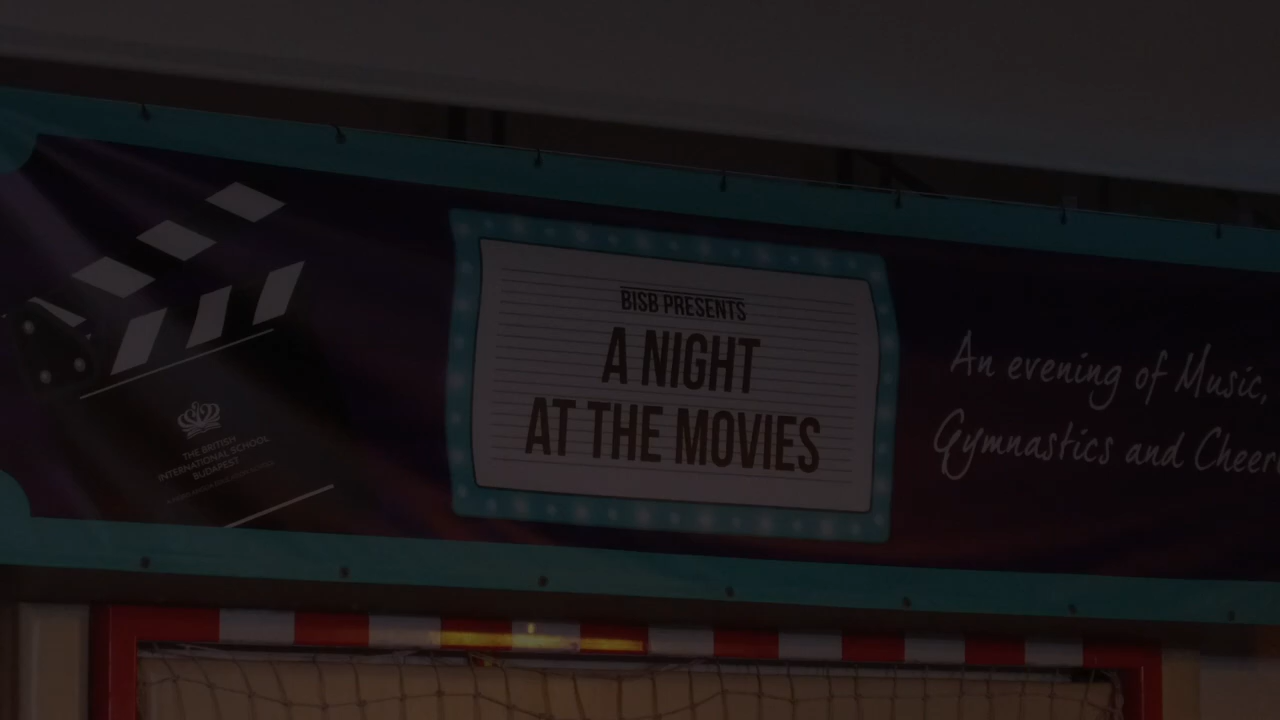 THE BRITISH
INTERNATIONAL SCHOOL
BUDAPEST
BISB PRESENTS
A NIGHT
AT THE MOVIES
An evening of Music,
Gymnastics and Cheer